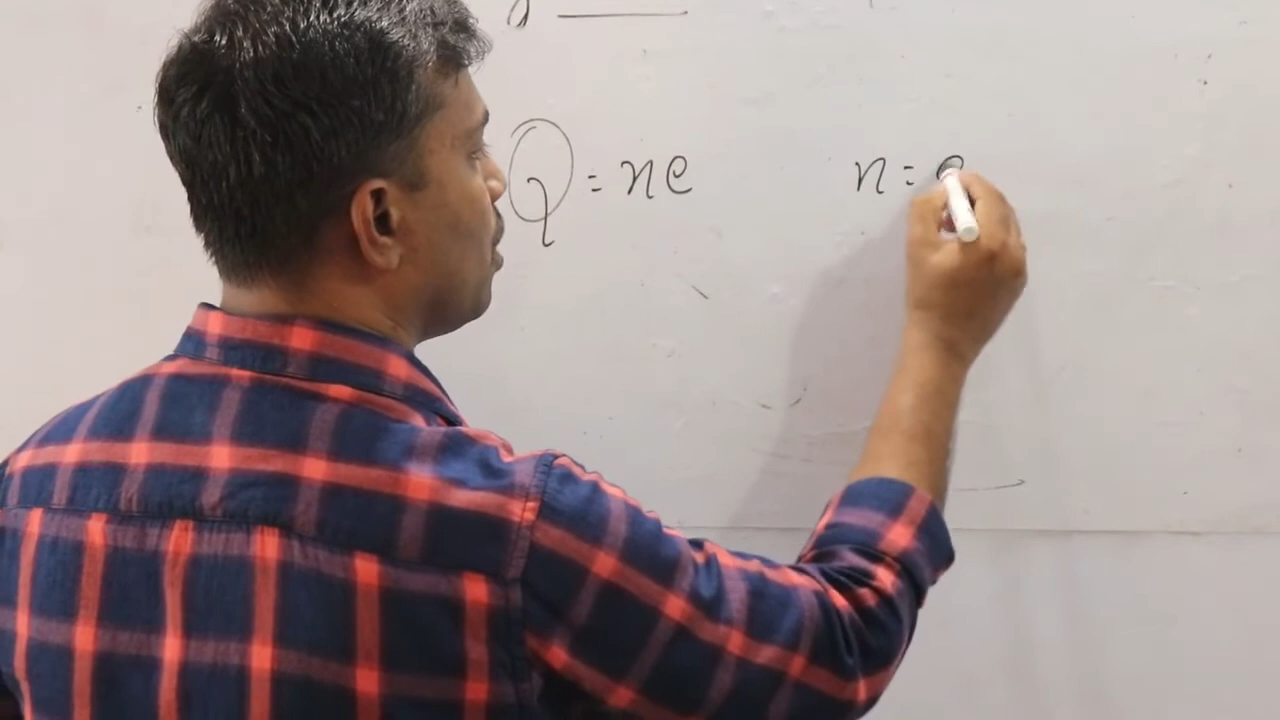 Q = ne n =